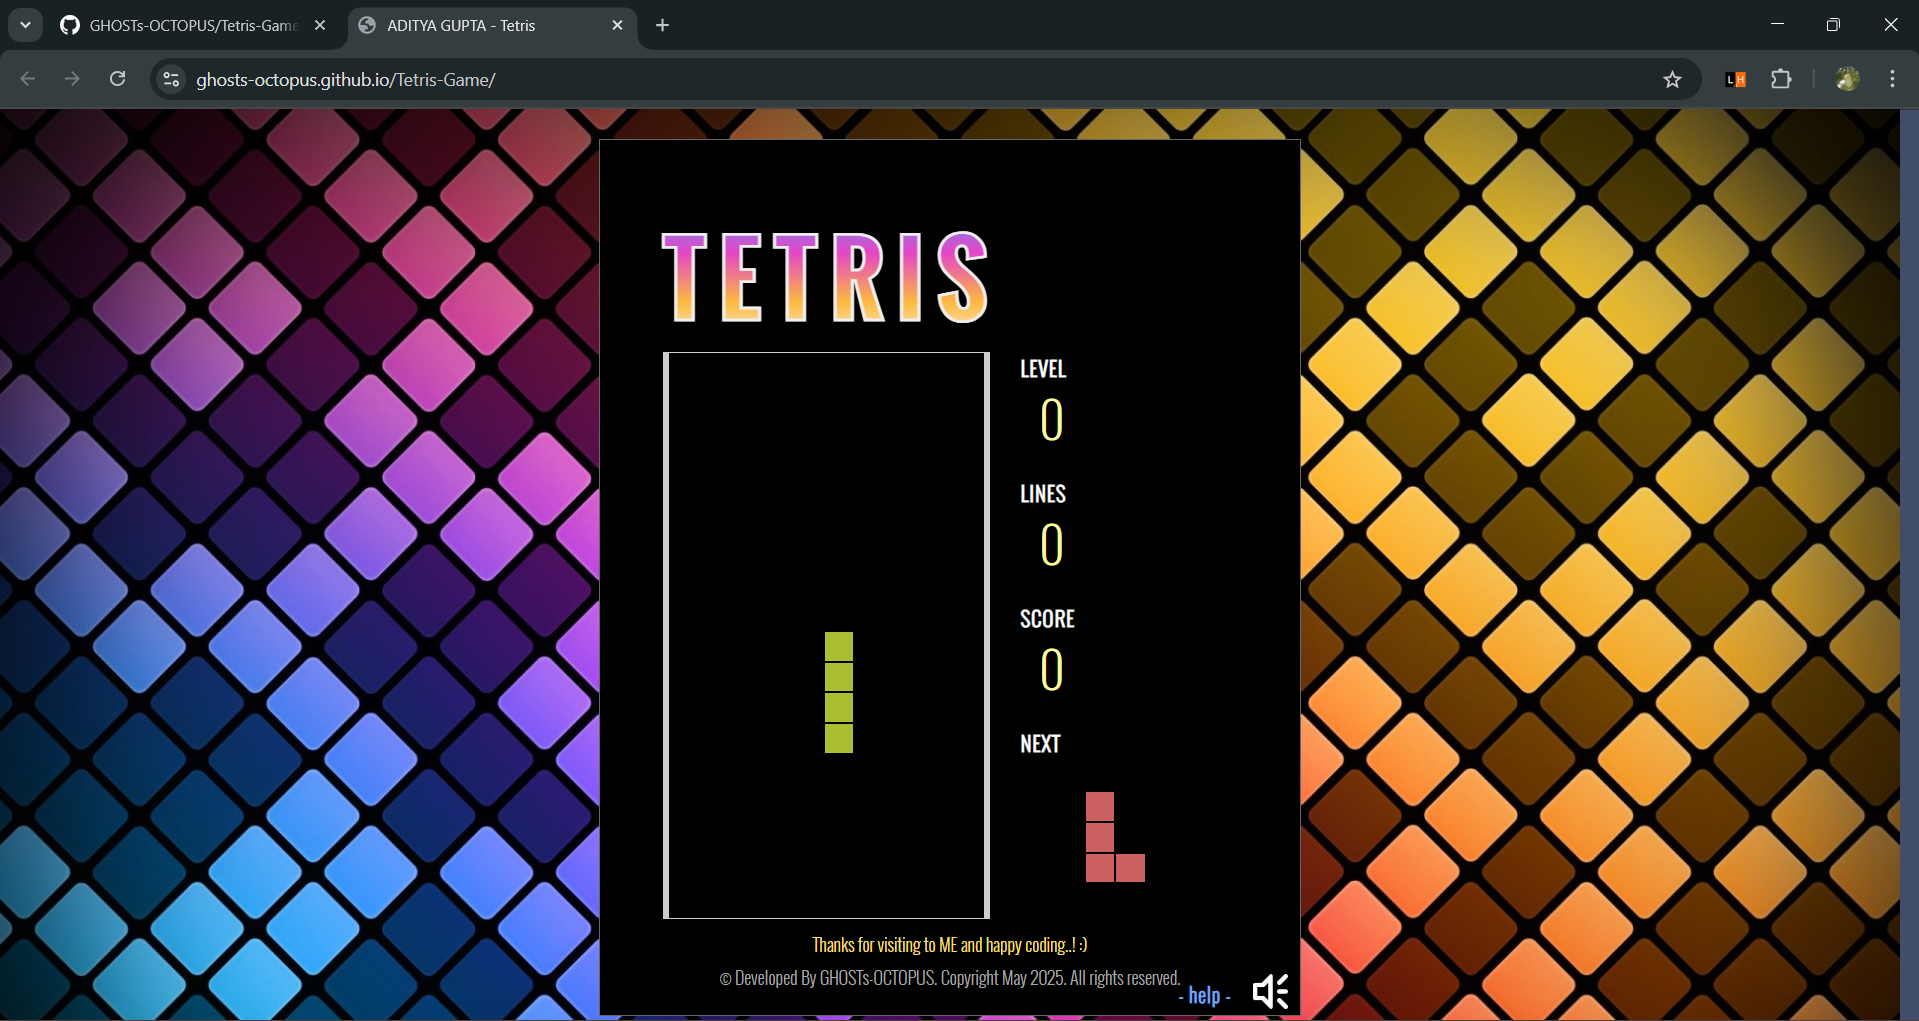 GHOSTs-OCTOPUS/Tetris-Game
ADITYA GUPTA - Tetris
ghosts-octopus.github.io/Tetris-Game/
LH
TETRIS
LEVEL
0
LINES
0
SCORE
0
NEXT
Thanks for visiting to ME and happy coding..! :)
© Developed By GHOSTs-OCTOPUS. Copyright May 2025. All rights reserved.
- help -